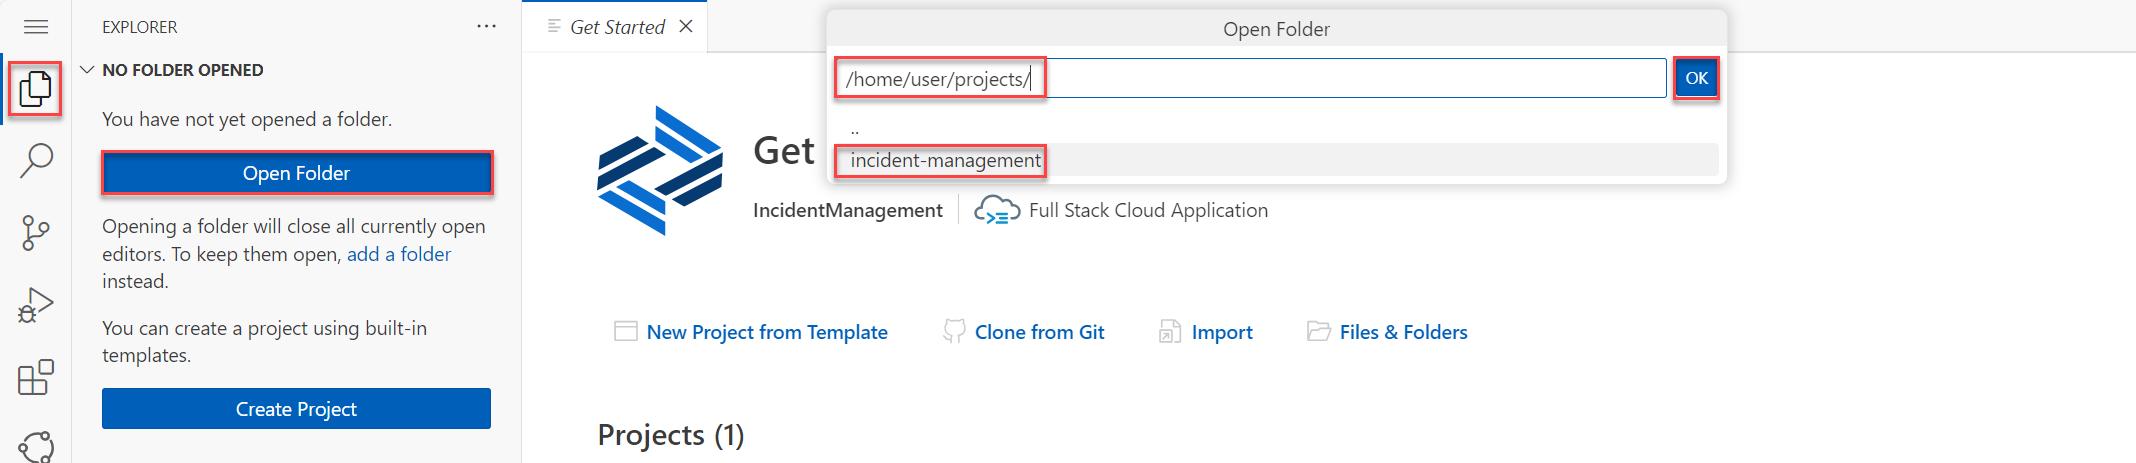 EXPLORER
NO FOLDER OPENED
You have not yet opened a folder.
Open Folder
Opening a folder will close all currently open
editors. To keep them open, add a folder
instead.
You can create a project using built-in
templates.
Create Project
Get Started
Open Folder
/home/user/projects/
OK
..
incident-management
Get
IncidentManagement
Full Stack Cloud Application
New Project from Template
Clone from Git
Import
Files & Folders
Projects (1)